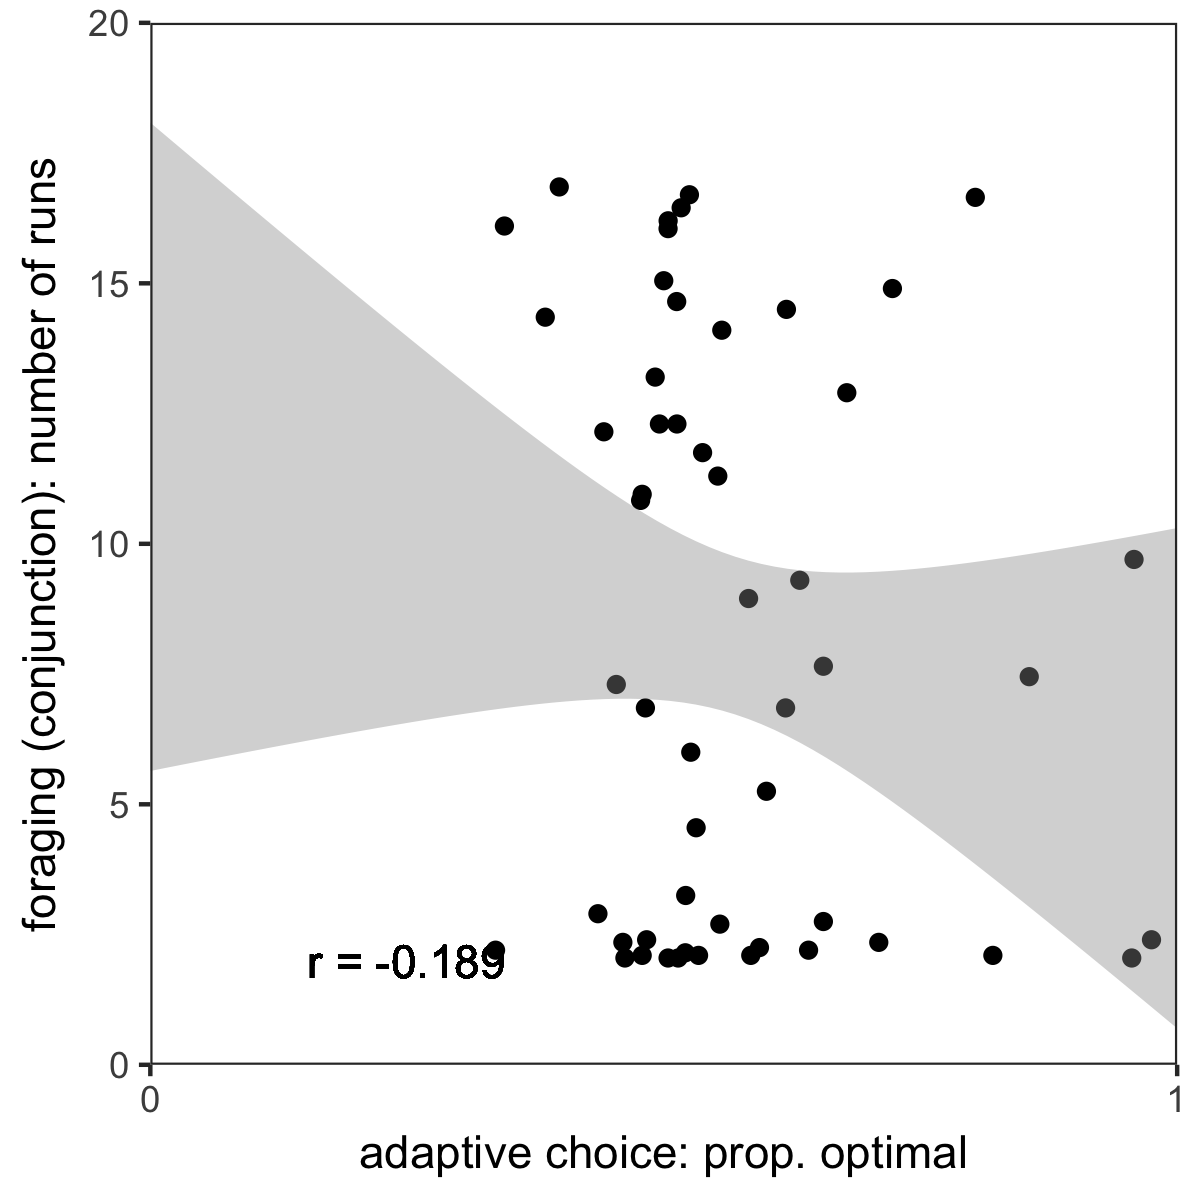 20
15
10
5
0
0
1
foraging (conjunction): number of runs
r = -0.189
adaptive choice: prop. optimal